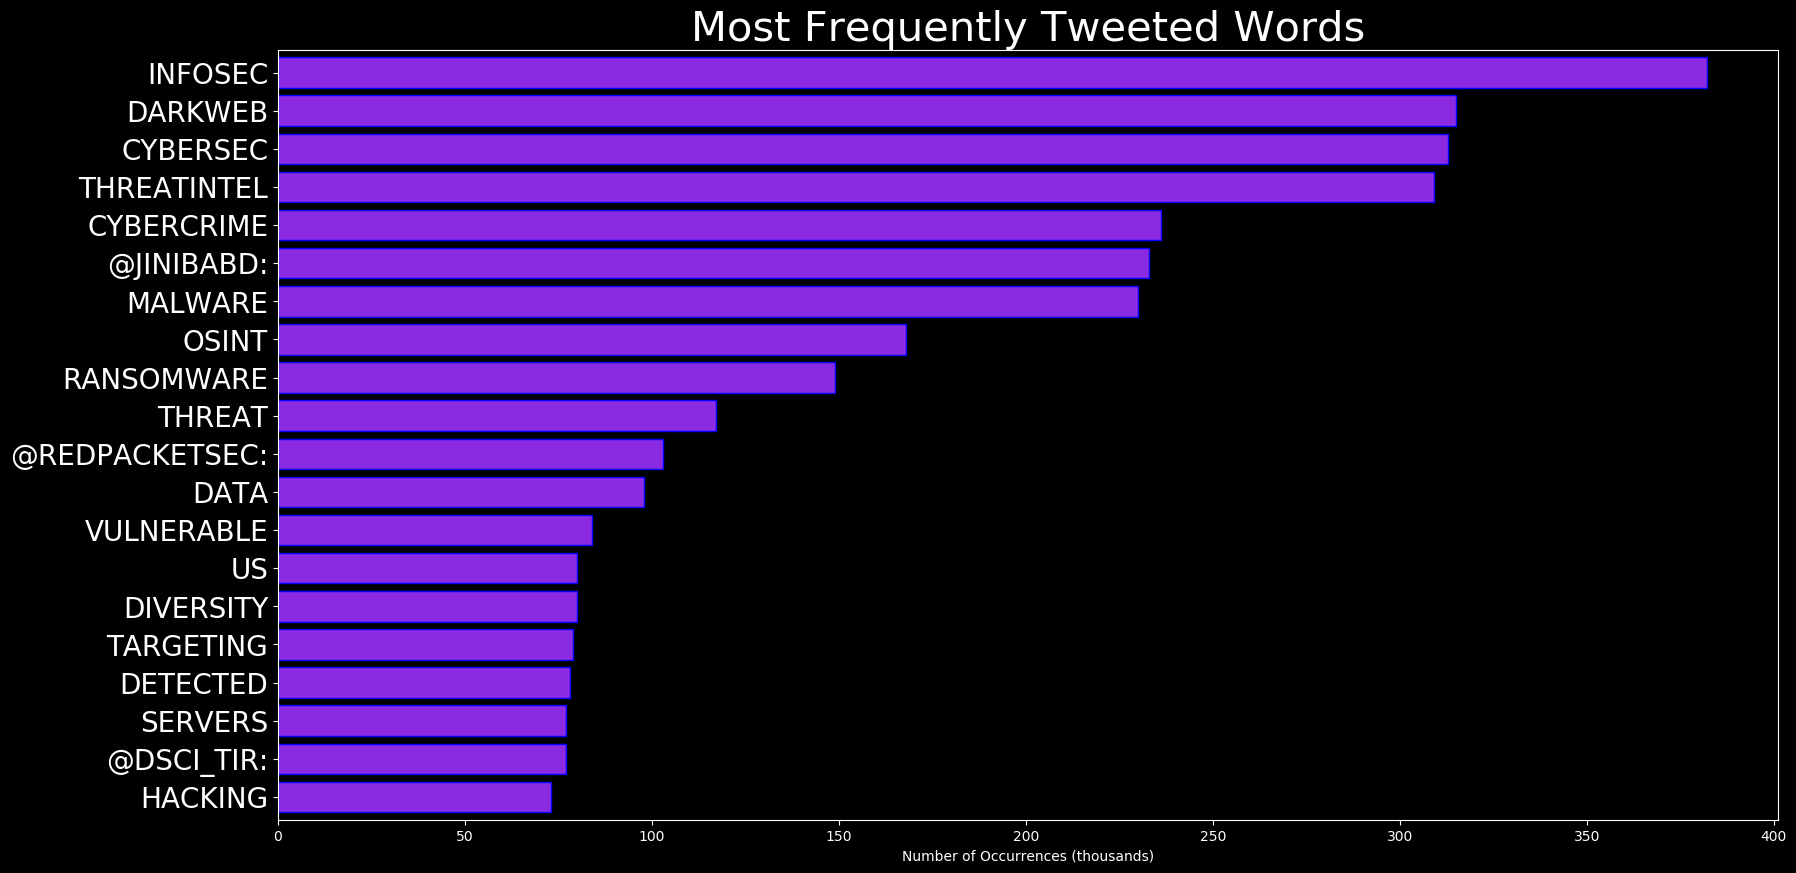 Most Frequently Tweeted Words
INFOSEC
DARKWEB
CYBERSEC
THREATINTEL
CYBERCRIME
@JINIBABD:
MALWARE
OSINT
RANSOMWARE
THREAT
@REDPACKETSEC:
DATA
VULNERABLE
US
DIVERSITY
TARGETING
DETECTED
SERVERS
@DSCI_TIR:
HACKING
0 50 100 150 200 250 300 350 400
Number of Occurrences (thousands)